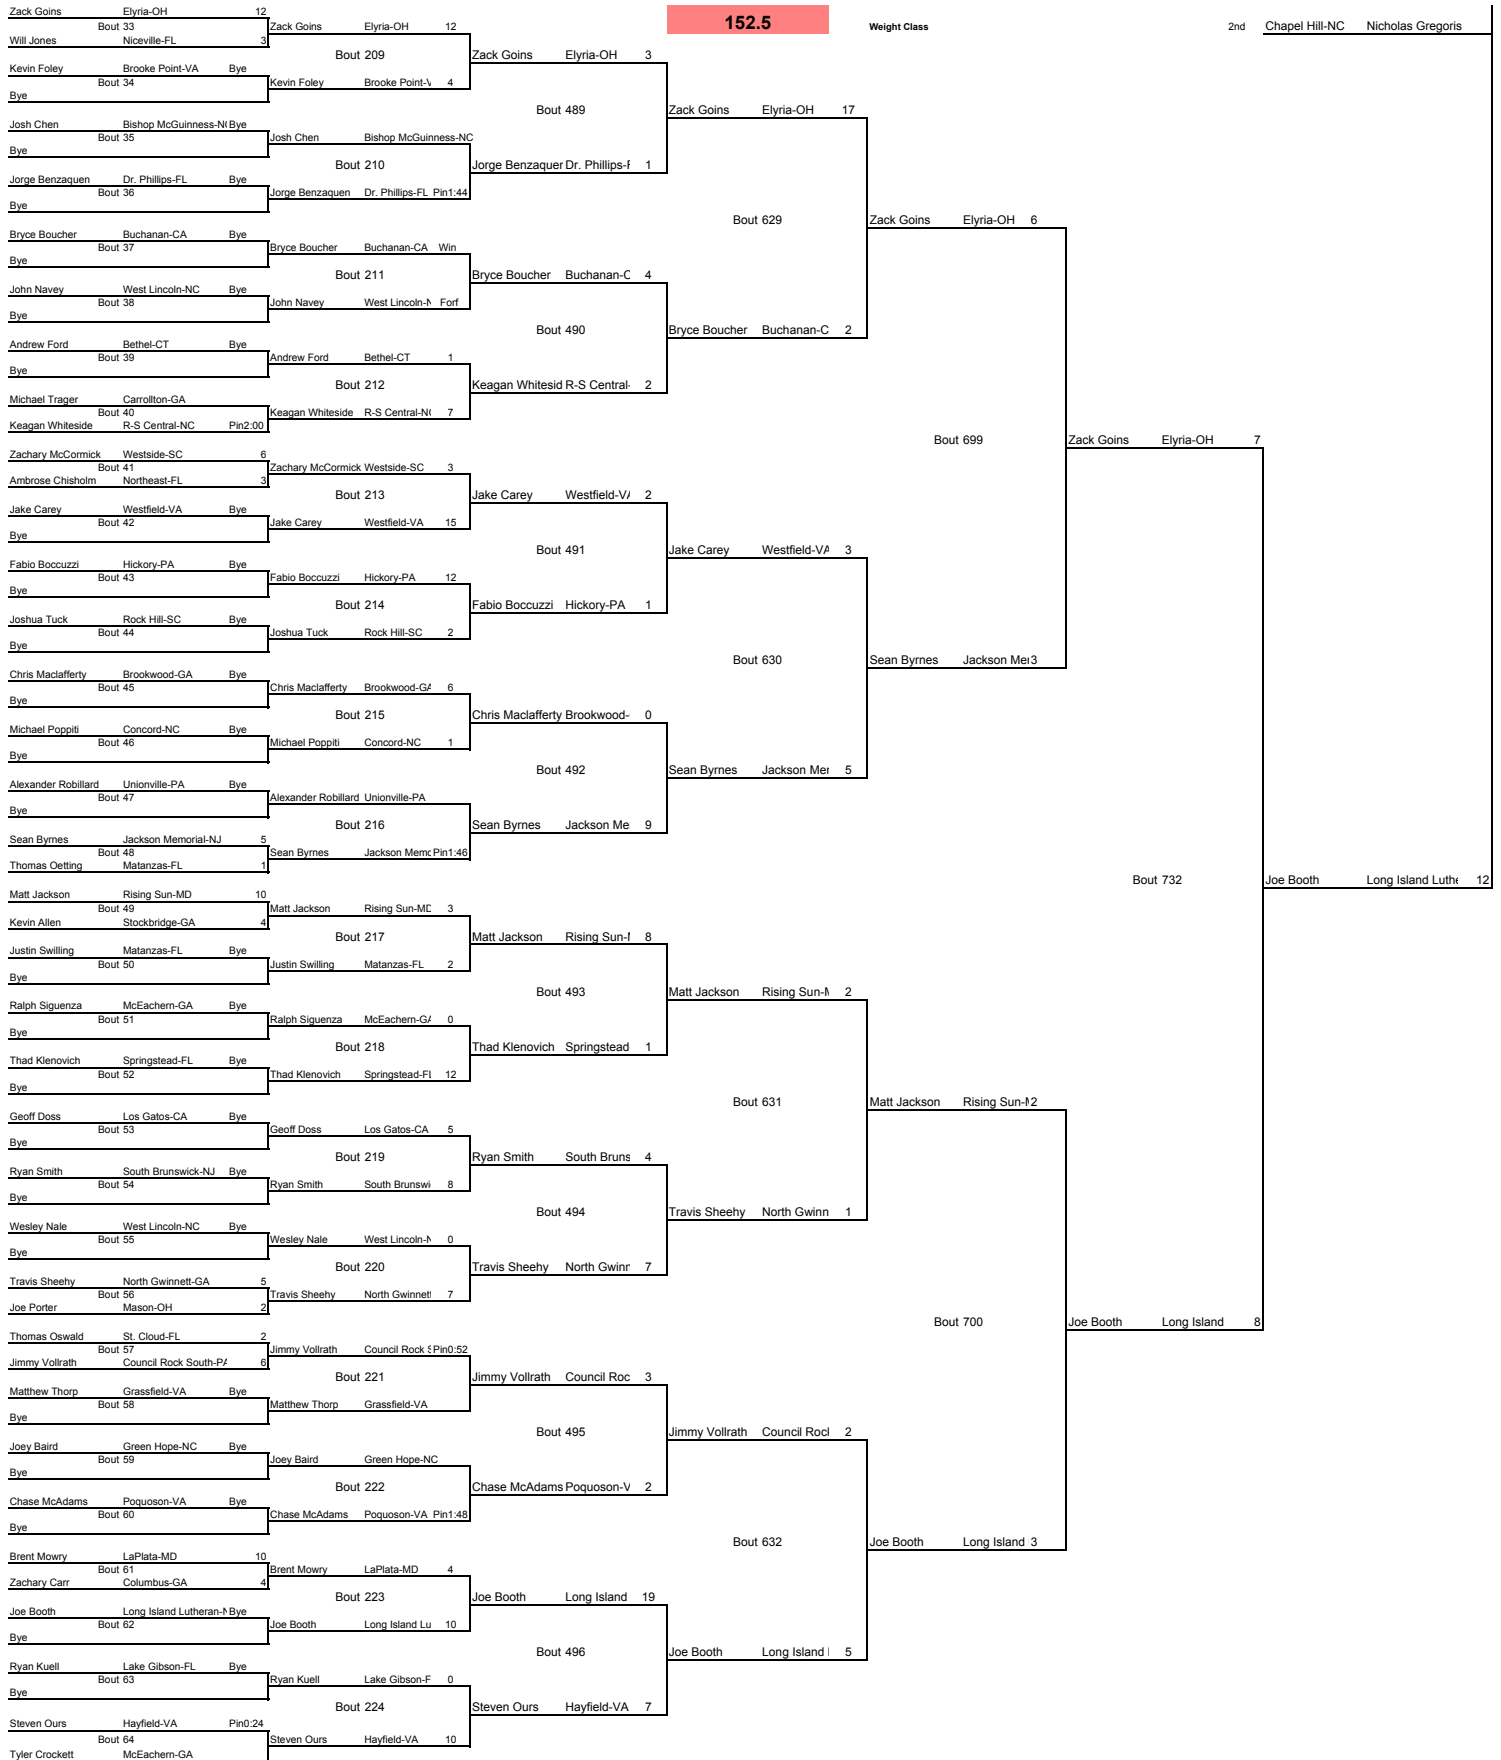 152.5 Weight Class 2nd Chapel Hill-NC Nicholas Gregoris
Zack Goins Elyria-OH 12
Bout 33
Will Jones Niceville-FL 3
Kevin Foley Brooke Point-VA Bye
Bout 34
Bye
Josh Chen Bishop McGuinness-N( Bye
Bout 35
Bye
Jorge Benzaquen Dr. Phillips-FL Bye
Bout 36
Bye
Bryce Boucher Buchanan-CA Bye
Bout 37
Bye
John Navey West Lincoln-NC Bye
Bout 38
Bye
Andrew Ford Bethel-CT Bye
Bout 39
Bye
Michael Trager Carrollton-GA
Bout 40
Keagan Whiteside R-S Central-NC Pin2:00
Zachary McCormick Westside-SC 6
Bout 41
Ambrose Chisholm Northeast-FL 3
Jake Carey Westfield-VA Bye
Bout 42
Bye
Fabio Boccuzzi Hickory-PA Bye
Bout 43
Bye
Joshua Tuck Rock Hill-SC Bye
Bout 44
Bye
Chris Maclafferty Brookwood-GA Bye
Bout 45
Bye
Michael Poppiti Concord-NC Bye
Bout 46
Bye
Alexander Robillard Unionville-PA Bye
Bout 47
Bye
Sean Byrnes Jackson Memorial-NJ 5
Bout 48
Thomas Oetting Matanzas-FL 1
Matt Jackson Rising Sun-MD 10
Bout 49
Kevin Allen Stockbridge-GA 4
Justin Swilling Matanzas-FL Bye
Bout 50
Bye
Ralph Siguenza McEachern-GA Bye
Bout 51
Bye
Thad Klenovich Springstead-FL Bye
Bout 52
Bye
Geoff Doss Los Gatos-CA Bye
Bout 53
Bye
Ryan Smith South Brunswick-NJ Bye
Bout 54
Bye
Wesley Nale West Lincoln-NC Bye
Bout 55
Bye
Travis Sheehy North Gwinnett-GA 5
Bout 56
Joe Porter Mason-OH 2
Thomas Oswald St. Cloud-FL 2
Bout 57
Jimmy Vollrath Council Rock South-PA 6
Matthew Thorp Grassfield-VA Bye
Bout 58
Bye
Joey Baird Green Hope-NC Bye
Bout 59
Bye
Chase McAdams Poquoson-VA Bye
Bout 60
Bye
Brent Mowry LaPlata-MD 10
Bout 61
Zachary Carr Columbus-GA 4
Joe Booth Long Island Lutheran-N Bye
Bout 62
Bye
Ryan Kuell Lake Gibson-FL Bye
Bout 63
Bye
Steven Ours Hayfield-VA Pin0:24
Bout 64
Tyler Crockett McEachern-GA
Zack Goins Elyria-OH 12
Bout 209
Kevin Foley Brooke Point-V 4
Josh Chen Bishop McGuinness-NC
Bout 210
Jorge Benzaquen Dr. Phillips-FL Pin1:44
Bryce Boucher Buchanan-CA Win
Bout 211
John Navey West Lincoln-N Forf
Andrew Ford Bethel-CT 1
Bout 212
Keagan Whiteside R-S Central-N( 7
Zachary McCormick Westside-SC 3
Bout 213
Jake Carey Westfield-VA 15
Fabio Boccuzzi Hickory-PA 12
Bout 214
Joshua Tuck Rock Hill-SC 2
Chris Maclafferty Brookwood-GA 6
Bout 215
Michael Poppiti Concord-NC 1
Alexander Robillard Unionville-PA
Bout 216
Sean Byrnes Jackson Memo Pin1:46
Matt Jackson Rising Sun-MD 3
Bout 217
Justin Swilling Matanzas-FL 2
Ralph Siguenza McEachern-GA 0
Bout 218
Thad Klenovich Springstead-FL 12
Geoff Doss Los Gatos-CA 5
Bout 219
Ryan Smith South Brunswi 8
Wesley Nale West Lincoln-N 0
Bout 220
Travis Sheehy North Gwinnett 7
Jimmy Vollrath Council Rock S Pin0:52
Bout 221
Matthew Thorp Grassfield-VA
Joey Baird Green Hope-NC
Bout 222
Chase McAdams Poquoson-VA Pin1:48
Brent Mowry LaPlata-MD 4
Bout 223
Joe Booth Long Island Lu 10
Ryan Kuell Lake Gibson-F 0
Bout 224
Steven Ours Hayfield-VA 10
Zack Goins Elyria-OH 3
Bout 489
Jorge Benzaquen Dr. Phillips-F 1
Bryce Boucher Buchanan-C 4
Bout 490
Keagan Whitesid R-S Central- 2
Jake Carey Westfield-VA 2
Bout 491
Fabio Boccuzzi Hickory-PA 1
Chris Maclafferty Brookwood- 0
Bout 492
Sean Byrnes Jackson Me 9
Matt Jackson Rising Sun-M 8
Bout 493
Thad Klenovich Springstead 1
Ryan Smith South Bruns 4
Bout 494
Travis Sheehy North Gwinn 7
Jimmy Vollrath Council Roc 3
Bout 495
Chase McAdams Poquoson-V 2
Joe Booth Long Island 19
Bout 496
Steven Ours Hayfield-VA 7
Zack Goins Elyria-OH 17
Bout 629
Bryce Boucher Buchanan-C 2
Jake Carey Westfield-VA 3
Bout 630
Sean Byrnes Jackson Mer 5
Matt Jackson Rising Sun-M 2
Bout 631
Travis Sheehy North Gwinn 1
Jimmy Vollrath Council Rocl 2
Bout 632
Joe Booth Long Island 5
Zack Goins Elyria-OH 6
Bout 699
Sean Byrnes Jackson Mer 3
Matt Jackson Rising Sun-M 2
Bout 700
Joe Booth Long Island 3
Zack Goins Elyria-OH 7
Bout 732
Joe Booth Long Island 8
Joe Booth Long Island Luthe 12